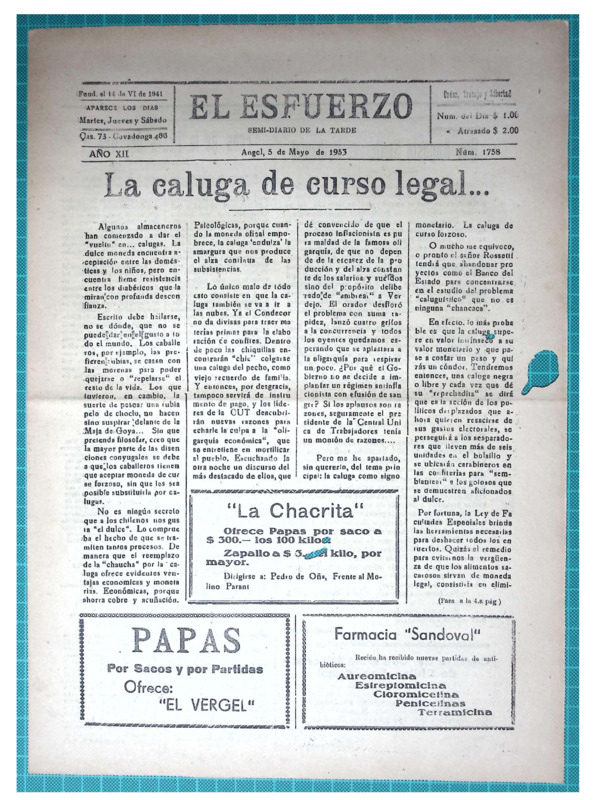 Fund. el 14 de VI de 1941
APARECE LOS DIAS
Martes, Jueves y Sábado
Qas. 73 - Covadonga 466
EL ESFUERZO
SEMI-DIARIO DE LA TARDE
Orden, Trabajo y Libertad
Num. del Día $ 1.00
« Atrasado $ 2.00
AÑO XII
Angol, 5 de Mayo de 1953
Núm. 1758
La caluga de curso legal...
Algunos almaceneros
han comenzado a dar el
"vuelto" en... calugas. La
dulce moneda encuentra a-
ceptación entre las domés-
ticas y los niños, pero en-
cuentra firme resistencia
entre los diabéricos que la
miran con profunda descon
fianza.
Escrito debe hallarse,
no se dónde, que no se
puede dar en el gusto a to
do el mundo. Los caballe
ros, por ejemplo, las pre-
fieren rubias, se casan con
las morenas para poder
quejarse o "repelarse" el
resto de la vida. Los que
tuvieron, en cambio, la
suerte de pescar una rubia
pelo de choclo, no hacen
sino suspirar delante de la
Maja de Goya... Sin que
pretenda filosofar, creo que
la mayor parte de las disen
ciones conyugales se debe
a que los caballeros tienen
que aceptar moneda de cur
se forzoso, sin que les sea
posible substituirla por ca-
lugas.
No es ningún secreto
que a los chilenos nos gus
ta "el dulce". Lo comprue
ba el hecho de que se tra-
miten tantos procesos. De
manera que el reemplazo
de la "chaucha" por la ca-
luga ofrece evidentes ven-
tajas economicas y moneta
rias. Económicas, porque
ahorra cobre y acuñación.
Psicológicas, porque cuan-
do la moneda oficial empo-
brece, la caluga 'endulza' la
amargura que nos produce
el alza continua de las
subsistencias.
Lo único malo de todo
esto consiste en que la ca-
luga también se va a ir a
las nubes. Ya el Condecor
no da divisas para traer ma
terias primas para la elabo
ración de confites. Dentro
de poco las chiquillas en-
contrarán "chic" colgarse
una caluga del pecho, como
viejo recuerdo de familia.
Y entonces, por desgracia,
tampoco servirá de instru
mento de pago, y los líde-
res de la CUT descubri-
rán nuevas razones para
echarle la culpa a la "oli-
garquía económica", que
se entretiene en mortificar
al pueblo. Escuchando la
otra noche un discurso del
más destacado de ellos, que
dé convencido de que el
proceso inflacionista es pu
ra maldad de la famosa oli
garquía, de que no depen
de de la escasez de la pro
ducción y del alza constan
te de los salarios y sueldos
sino del propósito delibe
rado de "ambrea." a Ver
dejo. El orador desfloró
el problema con suma ra-
pidez, lanzó cuatro gritos
a la concurrencia y todos
los oyentes quedamos es-
perando que se aplastara a
la oligarquía para respirar
un poco. ¿Por qué el Go
bierno no se decide a im-
plantar un régimen sninfla
cionista con efusión de san
gre? Si los aplausos son ra
zones, seguramente el pre
zidente de la Central Uni
ca de Trabajadores tenía
un montón de razones....
Pero me he apartado,
sin quererlo, del tema prin
cipal: la caluga como signo
monetario. La caluga de
curso forzoso.
O mucho me equivoco,
o pronto el señor Rossetti
tendrá que abandonar pro
yectos como el Banco del
Estado para concentrarse,
en el estudio del problema
"caluguístico" que no es
ninguna "chancaca".
En efecto, lo más proba
ble es que la caluga supe-
re en valor intrínseco a su
valor monetario y que pa-
se a costar un peso y qui
zás un cóndor. Tendremos
entonces, una caluga negra
o libre y cada vez que dé
su "repechadita" se dirá
que es la acción de los po-
líticos desplazados que a-
hora quieren resarcirse de
sus gastos electorales, se
perseguirá a los resparado-
res que lleven más de seis
unidades en el bolsillo y
se ubicarán carabineros en
las confiterías para "sem-
blantear" a los golosos que
se demuestren aficionados
al dulce.
Por fortuna, la Ley de Fa
cultades Especiales brinda
las herramientas necesarias
para deshacer todos los en
tuertos. Quizás el remedio
para evitarnos la vergüen-
za de que los alimentos sa-
carosos sirvan de moneda
legal, consistiría en elimi-
(Pasa a la 4.a pág)
"La Chacrita"
Ofrece Papas por saco a
$ 300.— los 100 kilos
Zapallo a $ 3.- el kilo, por
mayor.
Dirigirse a: Pedro de Oña, Frente al Mo-
lino Parant
PAPAS
Por Sacos y por Partidas
Ofrece:
"EL VERGEL"
Farmacia "Sandoval"
Recién ha recibido nuevas partidas de anti-
bióticos:
Aureomicina
Estreptomicina
Cloromicetina
Penicelinas
Terramicina